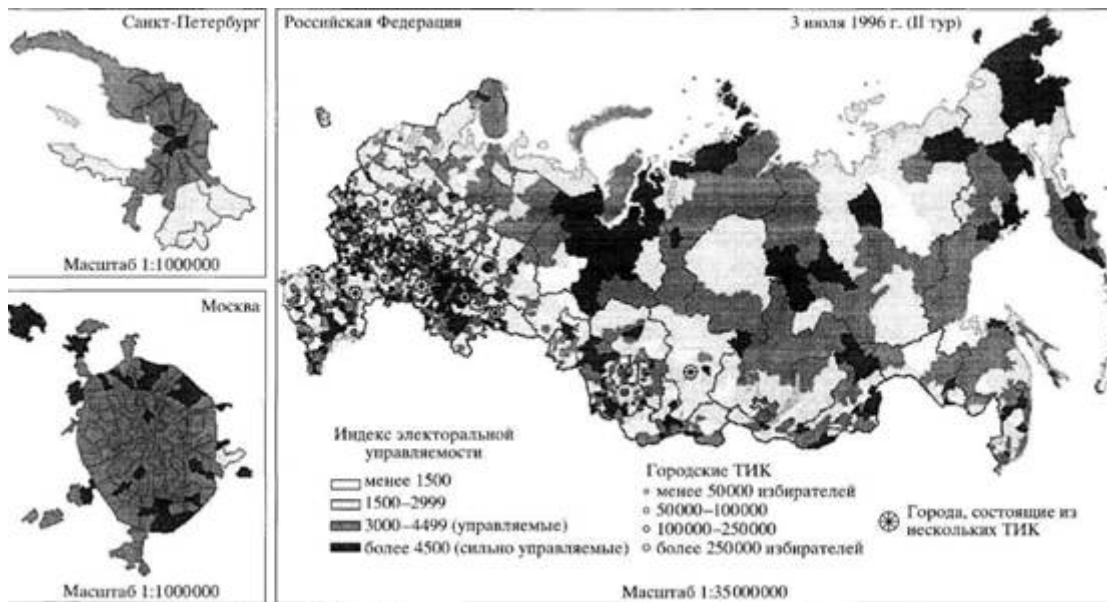 Санкт-Петербург
Масштаб 1:1000000
Москва
Масштаб 1:1000000
Российская Федерация
3 июля 1996 г. (II тур)
Индекс электоральной
управляемости
менее 1500
1500–2999
3000–4499 (управляемые)
более 4500 (сильно управляемые)
Городские ТИК
менее 50000 избирателей
50000–100000
100000–250000
более 250000 избирателей
Города, состоящие из
нескольких ТИК
Масштаб 1:35000000